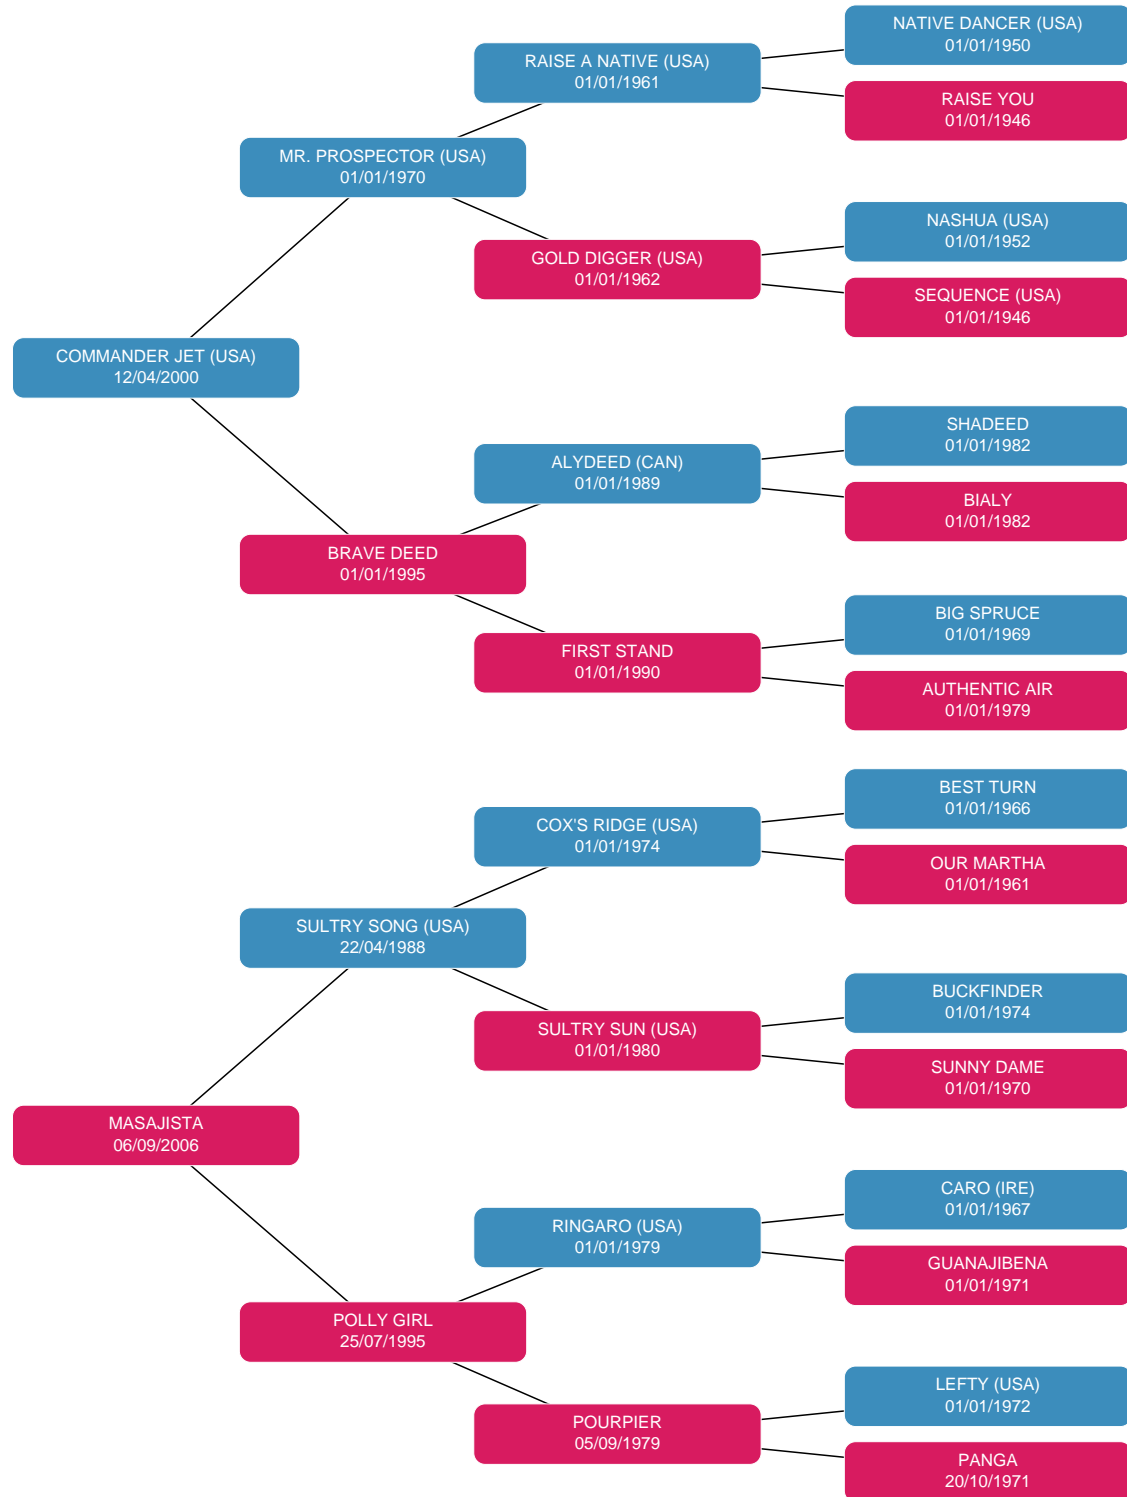 NATIVE DANCER (USA)
01/01/1950
RAISE A NATIVE (USA)
01/01/1961
RAISE YOU
01/01/1946
MR. PROSPECTOR (USA)
01/01/1970
NASHUA (USA)
01/01/1952
GOLD DIGGER (USA)
01/01/1962
SEQUENCE (USA)
01/01/1946
COMMANDER JET (USA)
12/04/2000
SHADEED
01/01/1982
ALYDEED (CAN)
01/01/1989
BIALY
01/01/1982
BRAVE DEED
01/01/1995
BIG SPRUCE
01/01/1969
FIRST STAND
01/01/1990
AUTHENTIC AIR
01/01/1979
BEST TURN
01/01/1966
COX'S RIDGE (USA)
01/01/1974
OUR MARTHA
01/01/1961
SULTRY SONG (USA)
22/04/1988
BUCKFINDER
01/01/1974
SULTRY SUN (USA)
01/01/1980
SUNNY DAME
01/01/1970
MASAJISTA
06/09/2006
CARO (IRE)
01/01/1967
RINGARO (USA)
01/01/1979
GUANAJIBENA
01/01/1971
POLLY GIRL
25/07/1995
LEFTY (USA)
01/01/1972
POURPIER
05/09/1979
PANGA
20/10/1971